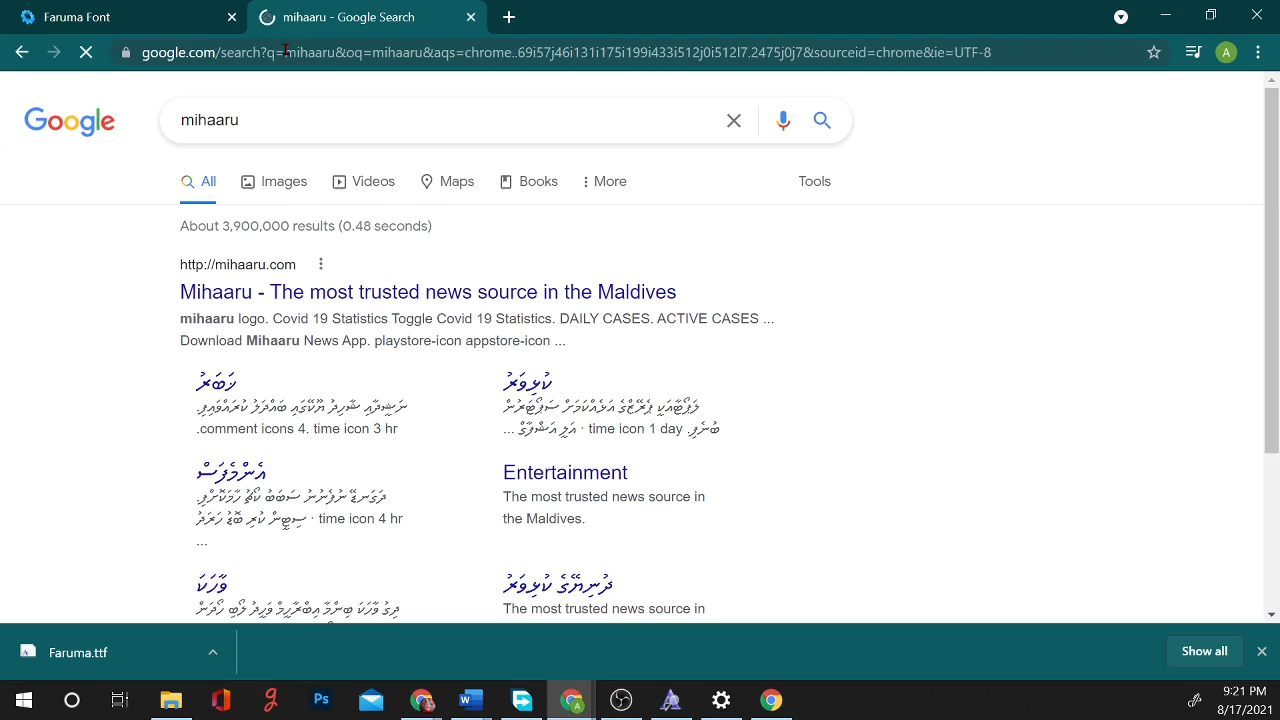 Faruma Font
mihaaru - Google Search
google.com/search?q=mihaaru&oq=mihaaru&aqs=chrome..69i57j46i131i175i199i433i512j0i512l7.2475j0j7&sourceid=chrome&ie=UTF-8
A
Google
mihaaru
All
Images
Videos
Maps
Books
More
Tools
About 3,900,000 results (0.48 seconds)
http://mihaaru.com
Mihaaru - The most trusted news source in the Maldives
mihaaru logo. Covid 19 Statistics Toggle Covid 19 Statistics. DAILY CASES. ACTIVE CASES ...
Download Mihaaru News App. playstore-icon appstore-icon ...
ޚަބަރު
ނަޝީދާއި ޝާހިދު ޔޫކޭގައި ބައްދަލު ކުރައްވައިފި.
.comment icons 4. time icon 3 hr
ކުޅިވަރު
ލަޕޯޓާއަކީ ޕެރޭޒްގެ އަޅެއްކަމަށް ސަޕޯޓަރުން
ބުނެފި. time icon 1 day · އަލީ އަޝްފާގް ...
އެންމެފަސް
ދަގަނޑޭ ނުފެނުނު ސަބަބު ކޯޗު ހާމަކޮށްފި.
ސިޓީން ކުރި ބޮޑު ހަރަދު · time icon 4 hr
...
Entertainment
The most trusted news source in
the Maldives.
ވާހަކަ
ދިގު ވާހަކަ ބިންމާ އިބްރާހިމް ވަހީދު ލޯބި ހޯދަން
ދުނިޔޭގެ ކުޅިވަރު
The most trusted news source in
Faruma.ttf
Show all
Ps
9:21 PM
8/17/2021